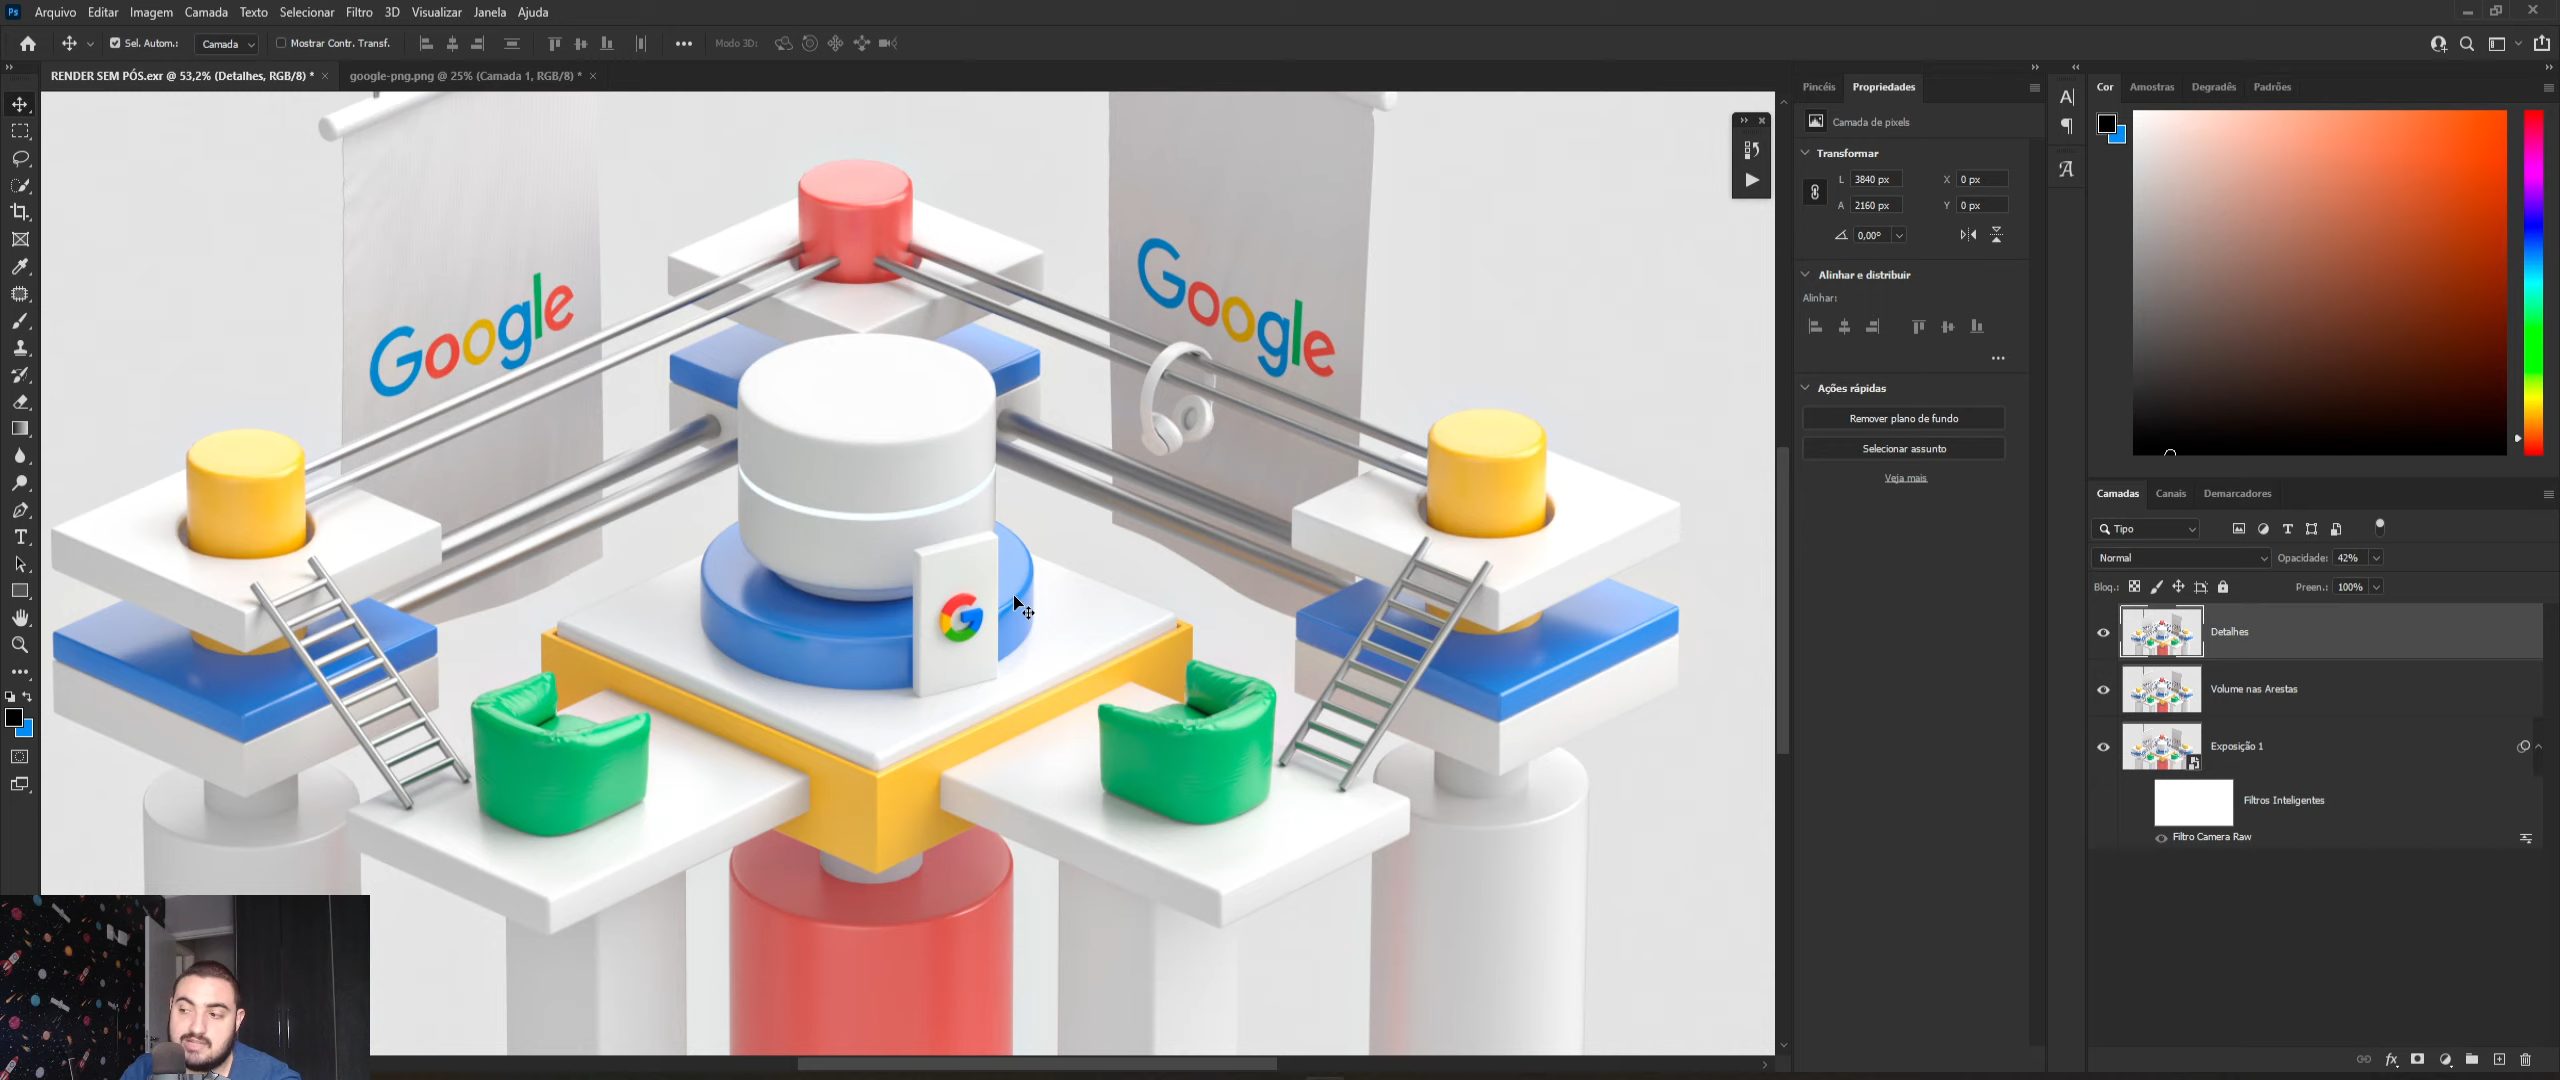 Ps Arquivo Editar Imagem Camada Texto Selecionar Filtro 3D Visualizar Janela Ajuda
Sel. Autom.: Camada Mostrar Contr. Transf. Modo 3D:
RENDER SEM PÓS.exr @ 53,2% (Detalhes, RGB/8) * google-png.png @ 25% (Camada 1, RGB/8) *
Google
Google
G
Pincéis Propriedades
Camada de pixels
Transformar
L 3840 px X 0 px
A 2160 px Y 0 px
0,00°
Alinhar e distribuir
Alinhar:
Ações rápidas
Remover plano de fundo
Selecionar assunto
Veja mais
Cor Amostras Degradês Padrões
Camadas Canais Demarcadores
Tipo
Normal Opacidade: 42%
Bloq.: Preen.: 100%
Detalhes
Volume nas Arestas
Exposição 1
Filtros Inteligentes
Filtro Camera Raw